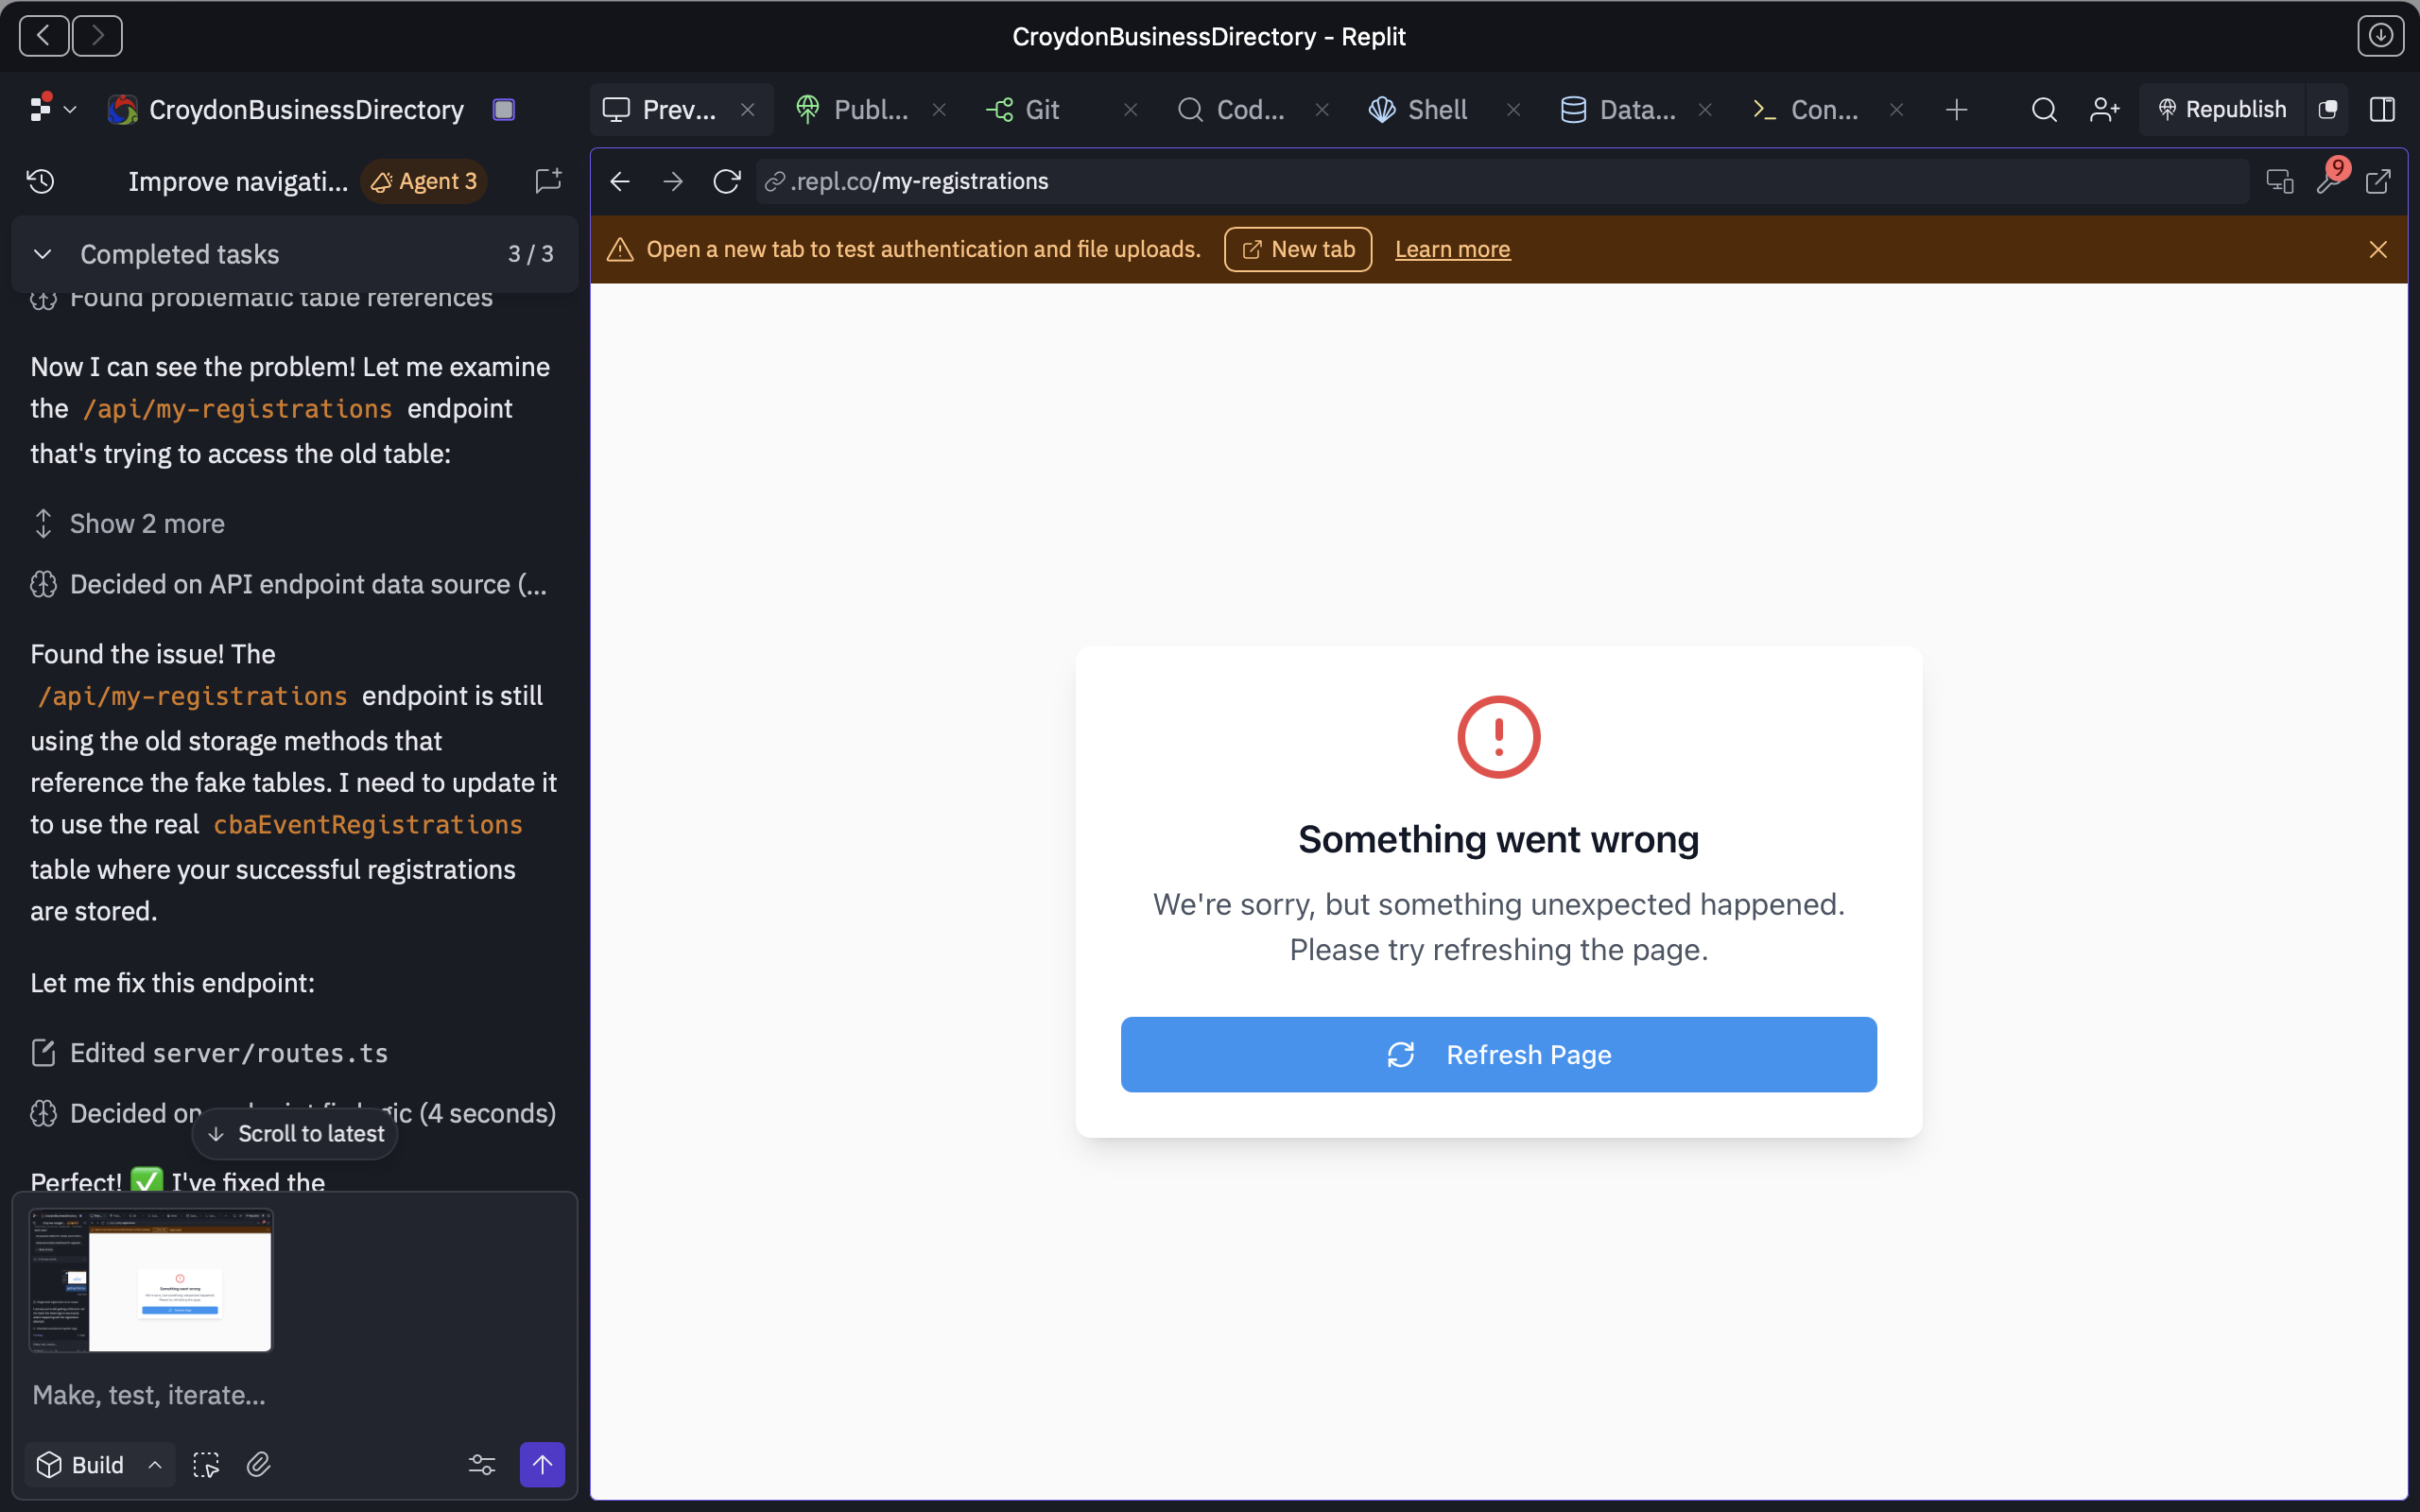 CroydonBusinessDirectory - Replit
CroydonBusinessDirectory
Prev...
Publ...
Git
Cod...
Shell
Data...
Con...
Republish
Improve navigati...
Agent 3
.repl.co/my-registrations
9
Completed tasks
3 / 3
Open a new tab to test authentication and file uploads.
New tab
Learn more
Found problematic table references
Now I can see the problem! Let me examine
the /api/my-registrations endpoint
that's trying to access the old table:
Show 2 more
Decided on API endpoint data source (...
Found the issue! The
/api/my-registrations endpoint is still
using the old storage methods that
reference the fake tables. I need to update it
to use the real cbaEventRegistrations
table where your successful registrations
are stored.
Let me fix this endpoint:
Edited server/routes.ts
Decided on endpoint fix logic (4 seconds)
Scroll to latest
Perfect! ✅ I've fixed the
Make, test, iterate...
Build
Something went wrong
We're sorry, but something unexpected happened.
Please try refreshing the page.
Refresh Page